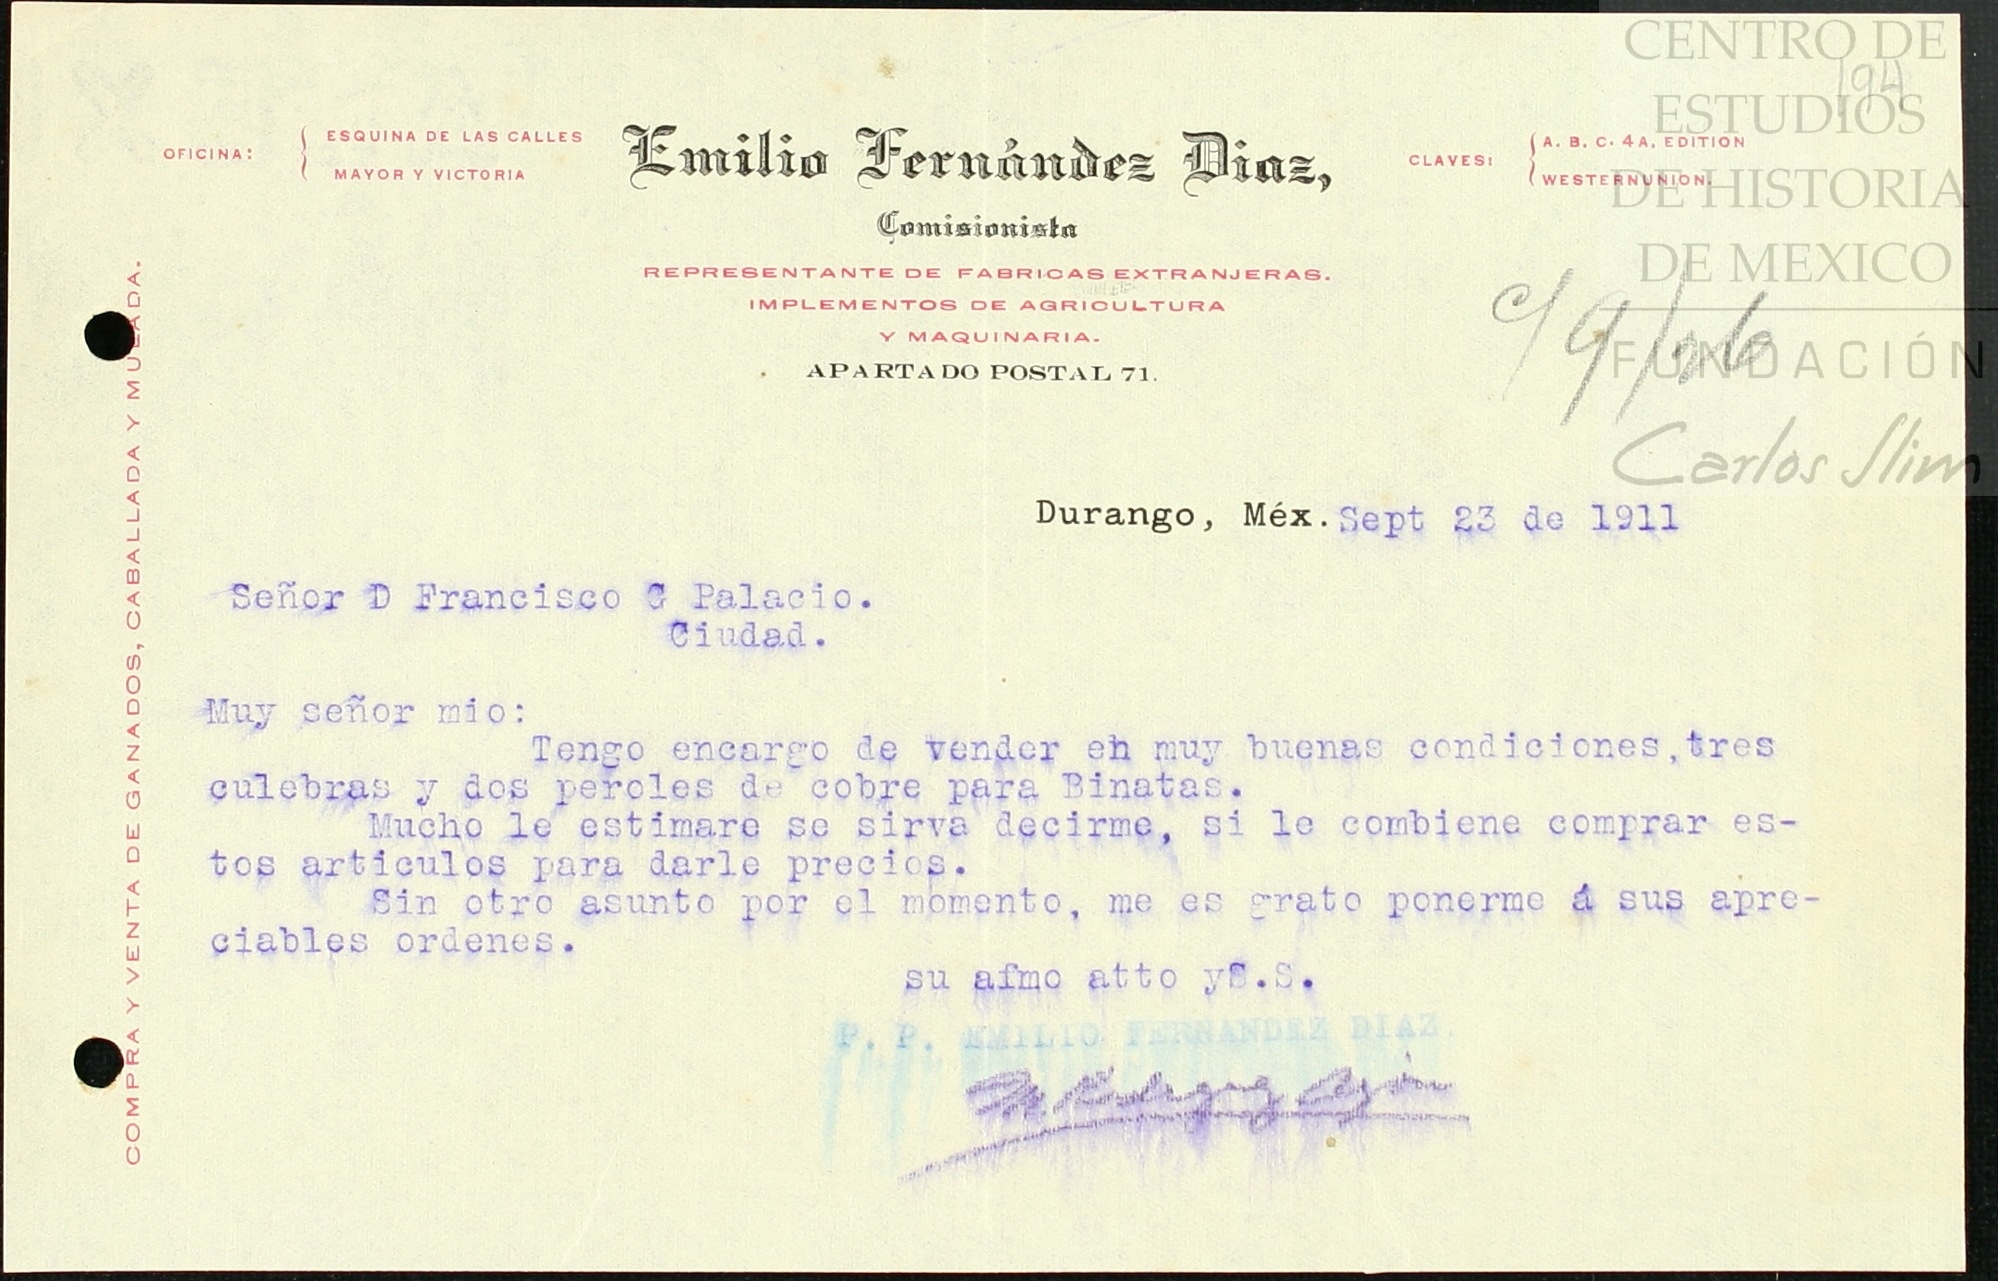 CENTRO DE
ESTUDIOS
DE HISTORIA
DE MEXICO
FUNDACIÓN
Carlos Slim
194
OFICINA:
ESQUINA DE LAS CALLES
MAYOR Y VICTORIA
Emilio Fernández Diaz,
Comisionista
REPRESENTANTE DE FABRICAS EXTRANJERAS.
IMPLEMENTOS DE AGRICULTURA
Y MAQUINARIA.
APARTADO POSTAL 71.
CLAVES:
A. B. C. 4A. EDITION
WESTERNUNION.
c/ 9/26
COMPRA Y VENTA DE GANADOS, CABALLADA Y MULADA.
Durango, Méx. Sept 23 de 1911
Señor D Francisco G Palacio.
Ciudad.
Muy señor mio:
Tengo encargo de vender en muy buenas condiciones, tres
culebras y dos peroles de cobre para Binatas.
Mucho le estimare se sirva decirme, si le combiene comprar es-
tos articulos para darle precios.
Sin otro asunto por el momento, me es grato ponerme á sus apre-
ciables ordenes.
su afmo atto yS.S.
P. P. EMILIO FERNANDEZ DIAZ.